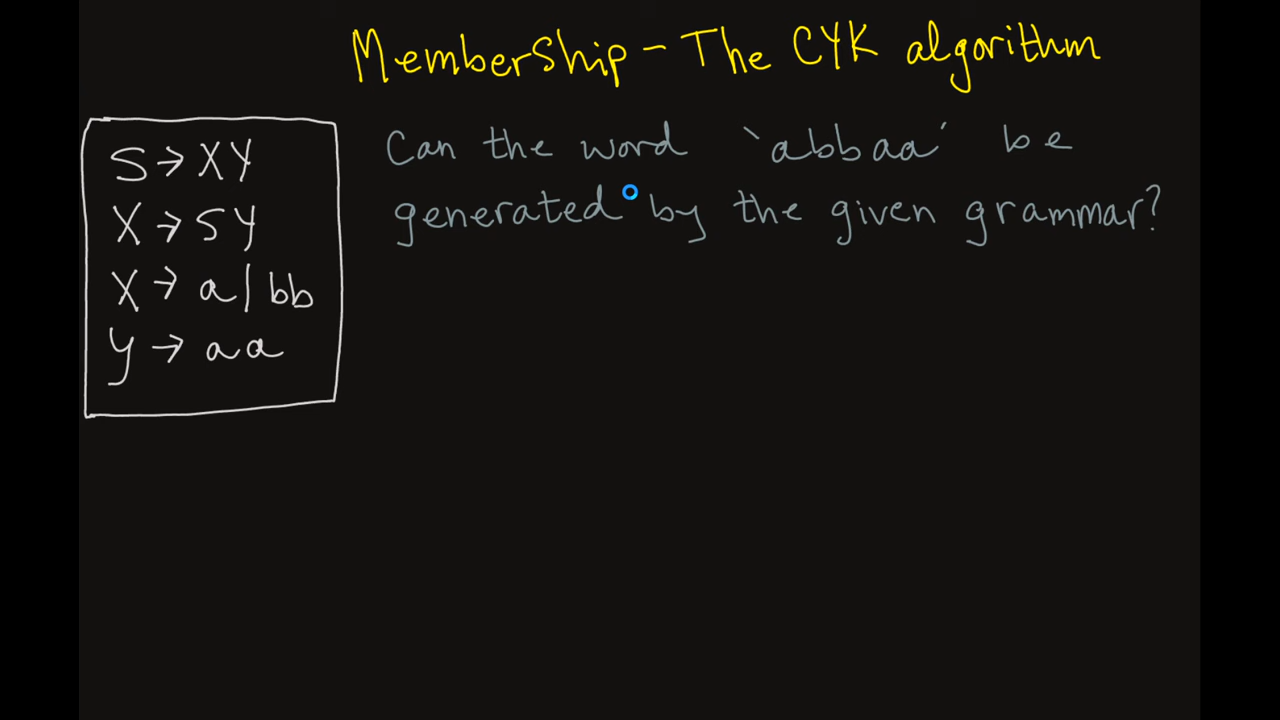 Membership - The CYK algorithm
S → XY
X → SY
X → a | bb
Y → aa
Can the word `abbaa' be
generated by the given grammar?